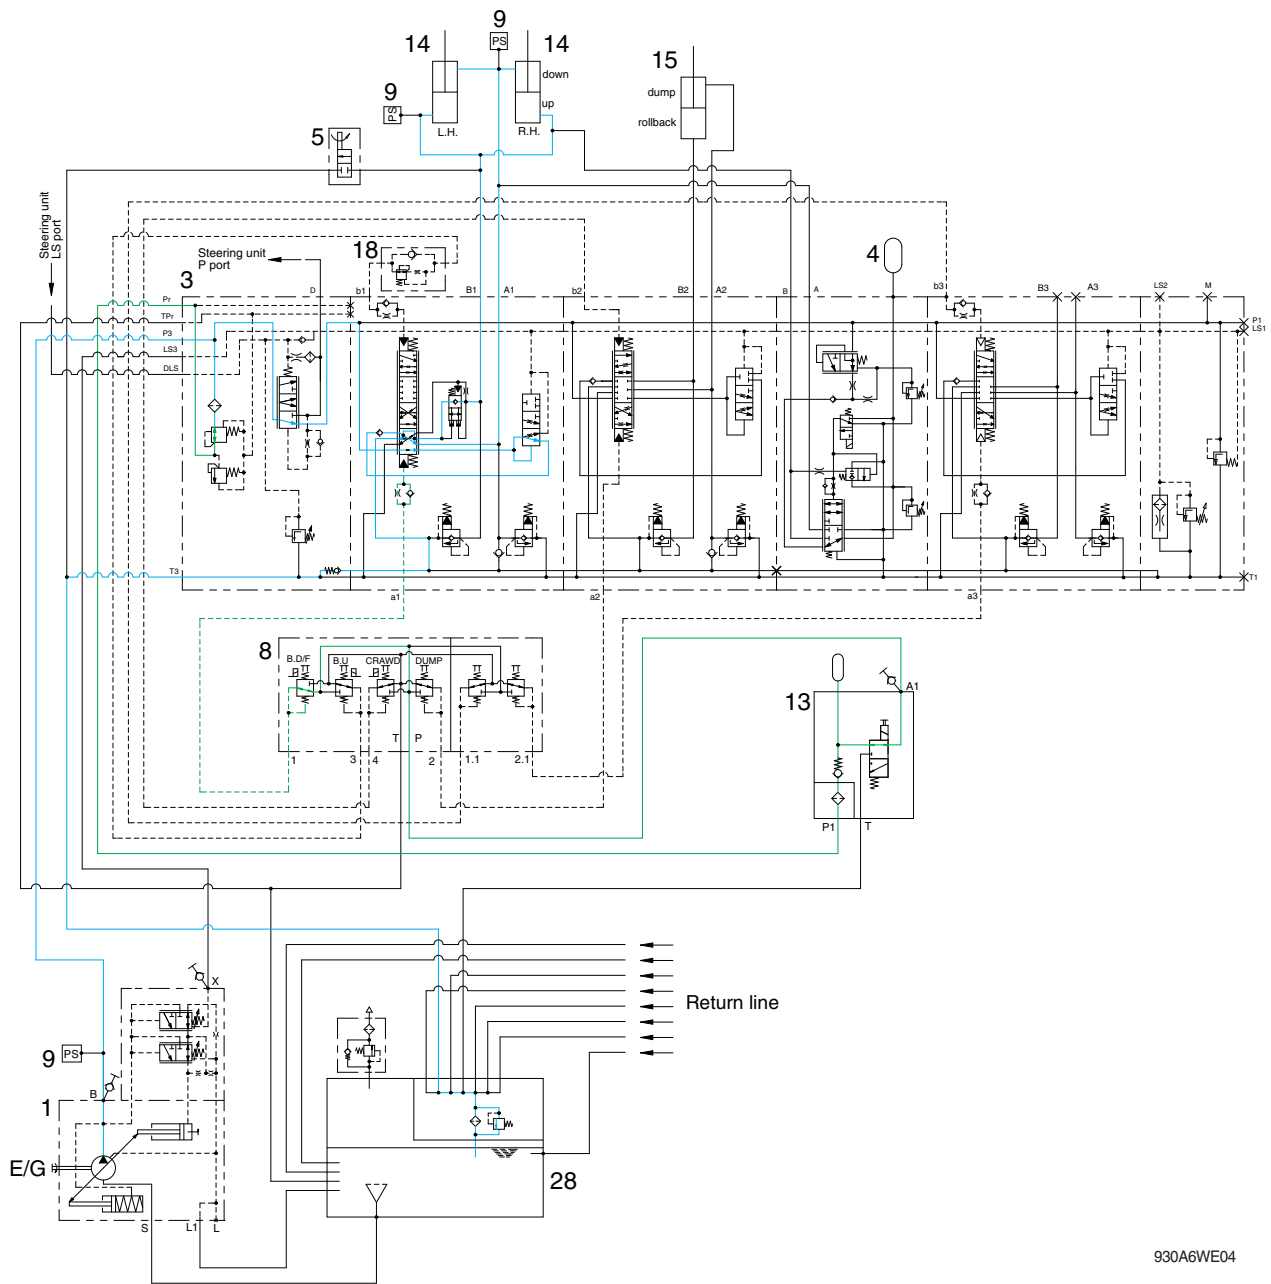 9
14
PS
14
15
down
dump
9
PS
up
rollback
L.H.
R.H.
5
Steering unit
LS port
Steering unit
P port
18
4
3
D
b1
B1
A1
b2
B2
A2
B
A
b3
B3
A3
LS2
M
Pr
TPr
P3
LS3
DLS
P1
LS1
T3
T1
a1
a2
a3
8
B.D/F
B.U
CRAWD
DUMP
T
P
1
3
4
2
1.1
2.1
13
A1
P1
T
X
Return line
9
PS
B
1
E/G
S
L1
L
28
930A6WE04